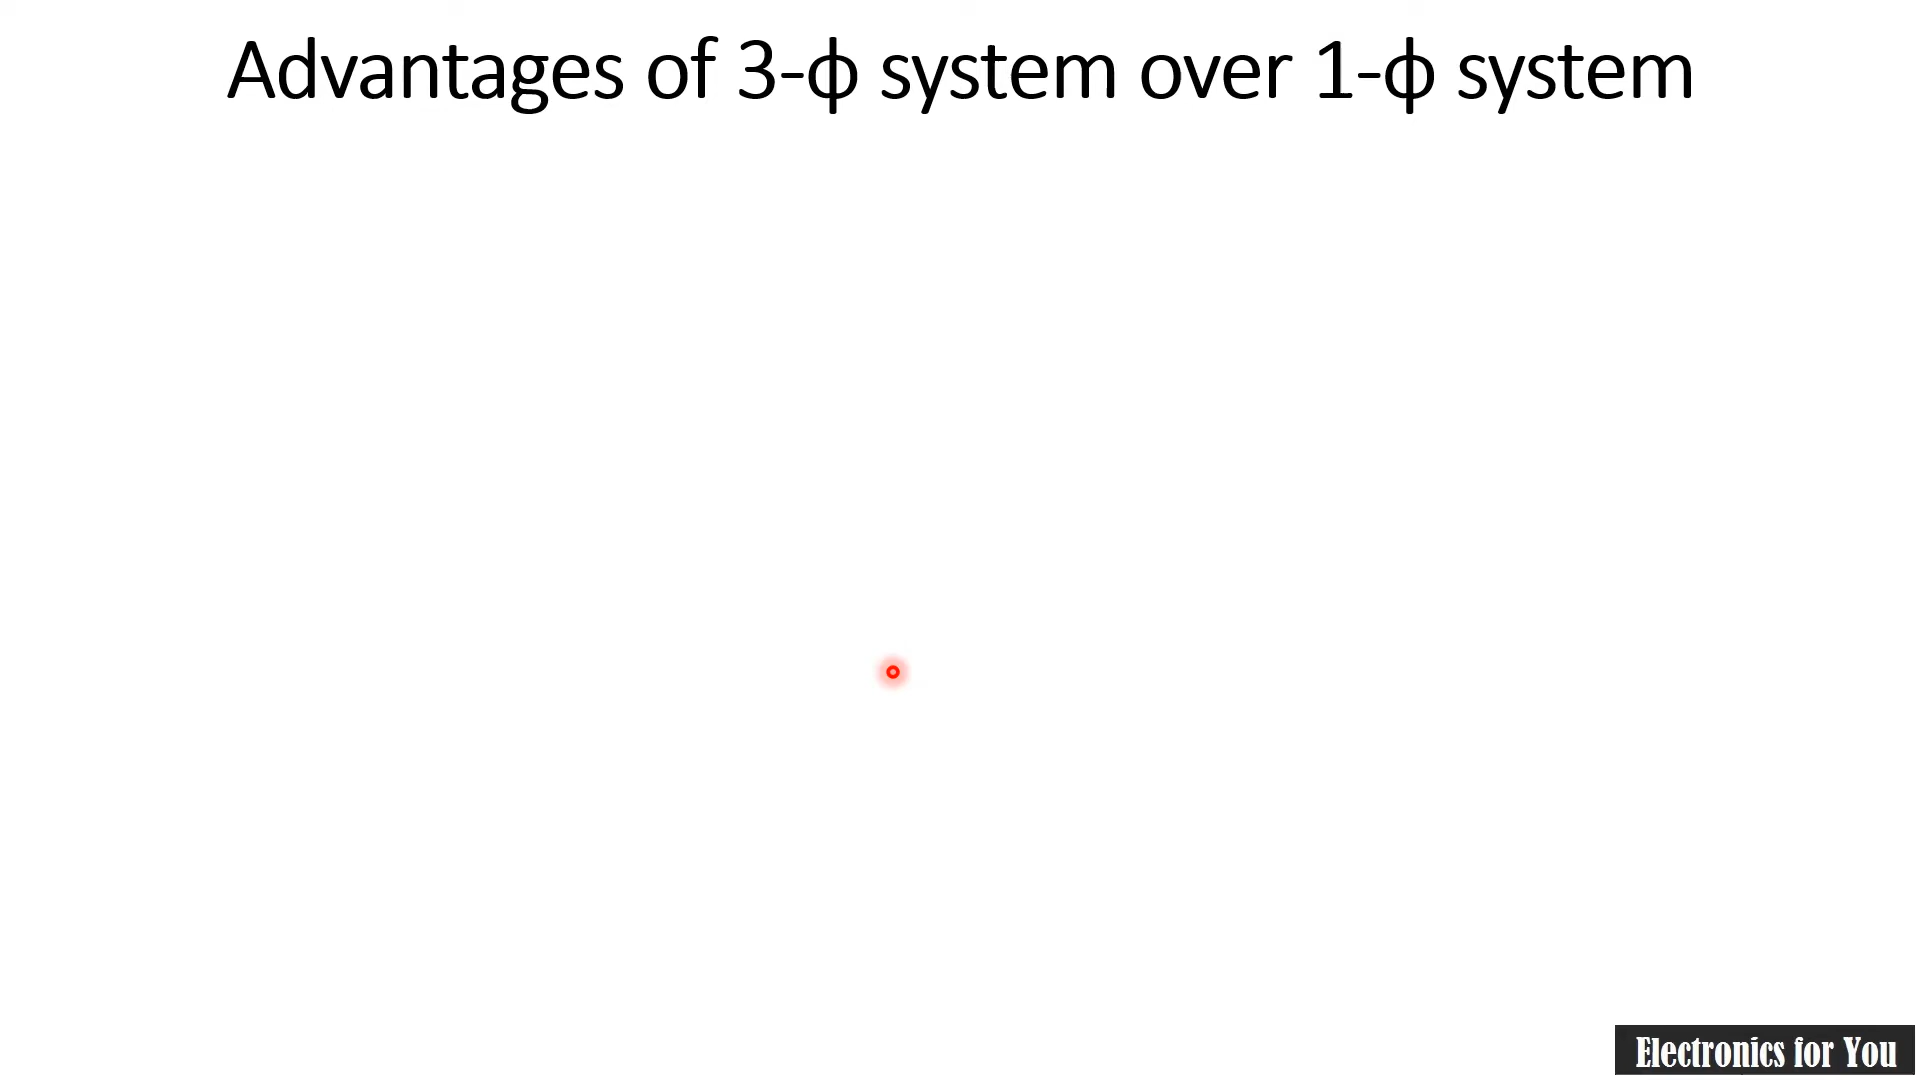 Advantages of 3-ϕ system over 1-ϕ system
Electronics for You